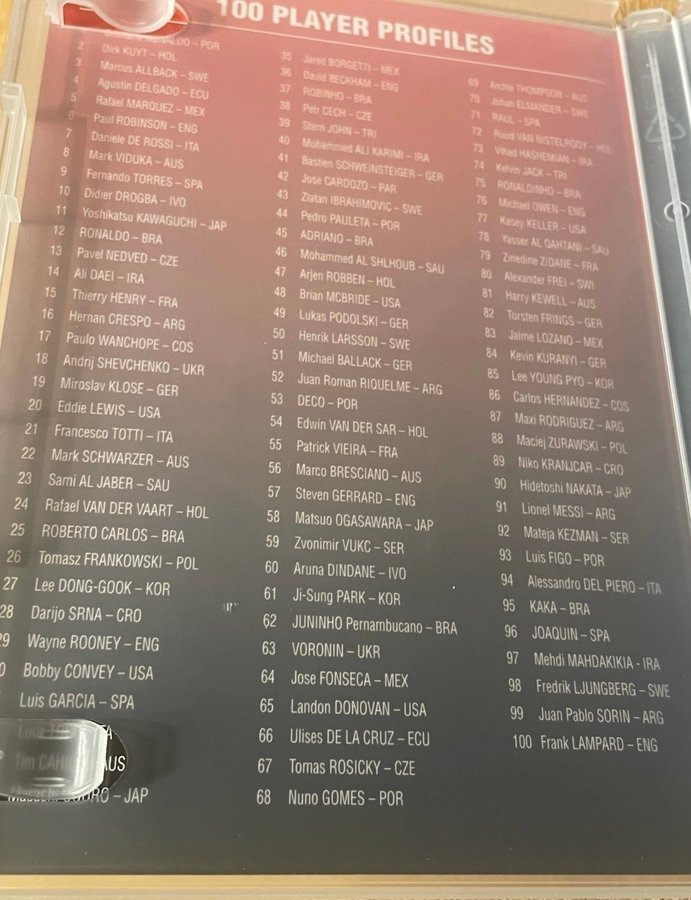 100 PLAYER PROFILES
– POR
2 Dirk KUYT – HOL
3 Marcus ALLBACK – SWE
4 Agustin DELGADO – ECU
5 Rafael MARQUEZ – MEX
6 Paul ROBINSON – ENG
7 Daniele DE ROSSI – ITA
8 Mark VIDUKA – AUS
9 Fernando TORRES – SPA
10 Didier DROGBA – IVO
11 Yoshikatsu KAWAGUCHI – JAP
12 RONALDO – BRA
13 Pavel NEDVED – CZE
14 Ali DAEI – IRA
15 Thierry HENRY – FRA
16 Hernan CRESPO – ARG
17 Paulo WANCHOPE – COS
18 Andrij SHEVCHENKO – UKR
19 Miroslav KLOSE – GER
20 Eddie LEWIS – USA
21 Francesco TOTTI – ITA
22 Mark SCHWARZER – AUS
23 Sami AL JABER – SAU
24 Rafael VAN DER VAART – HOL
25 ROBERTO CARLOS – BRA
26 Tomasz FRANKOWSKI – POL
27 Lee DONG-GOOK – KOR
28 Darijo SRNA – CRO
29 Wayne ROONEY – ENG
0 Bobby CONVEY – USA
Luis GARCIA – SPA
Luca
Tim AUS
– JAP
35 Jared BORGETTI – MEX
36 David BECKHAM – ENG
37 ROBINHO – BRA
38 Petr CECH – CZE
39 Stern JOHN – TRI
40 Mohammed ALI KARIMI – IRA
41 Bastien SCHWEINSTEIGER – GER
42 Jose CARDOZO – PAR
43 Zlatan IBRAHIMOVIC – SWE
44 Pedro PAULETA – POR
45 ADRIANO – BRA
46 Mohammed AL SHLHOUB – SAU
47 Arjen ROBBEN – HOL
48 Brian MCBRIDE – USA
49 Lukas PODOLSKI – GER
50 Henrik LARSSON – SWE
51 Michael BALLACK – GER
52 Juan Roman RIQUELME – ARG
53 DECO – POR
54 Edwin VAN DER SAR – HOL
55 Patrick VIEIRA – FRA
56 Marco BRESCIANO – AUS
57 Steven GERRARD – ENG
58 Matsuo OGASAWARA – JAP
59 Zvonimir VUKC – SER
60 Aruna DINDANE – IVO
61 Ji-Sung PARK – KOR
62 JUNINHO Pernambucano – BRA
63 VORONIN – UKR
64 Jose FONSECA – MEX
65 Landon DONOVAN – USA
66 Ulises DE LA CRUZ – ECU
67 Tomas ROSICKY – CZE
68 Nuno GOMES – POR
69 Archie THOMPSON – AUS
70 Johan ELMANDER – SWE
71 RAUL – SPA
72 Ruud VAN NISTELROOY – HOL
73 Vihad HASHEMIAN – IRA
74 Kelvin JACK – TRI
75 RONALDINHO – BRA
76 Michael OWEN – ENG
77 Kasey KELLER – USA
78 Yasser AL QAHTANI – SAU
79 Zinedine ZIDANE – FRA
80 Alexander FREI – SWI
81 Harry KEWELL – AUS
82 Torsten FRINGS – GER
83 Jaime LOZANO – MEX
84 Kevin KURANYI – GER
85 Lee YOUNG PYO – KOR
86 Carlos HERNANDEZ – COS
87 Maxi RODRIGUEZ – ARG
88 Maciej ZURAWSKI – POL
89 Niko KRANJCAR – CRO
90 Hidetoshi NAKATA – JAP
91 Lionel MESSI – ARG
92 Mateja KEZMAN – SER
93 Luis FIGO – POR
94 Alessandro DEL PIERO – ITA
95 KAKA – BRA
96 JOAQUIN – SPA
97 Mehdi MAHDAKIKIA – IRA
98 Fredrik LJUNGBERG – SWE
99 Juan Pablo SORIN – ARG
100 Frank LAMPARD – ENG